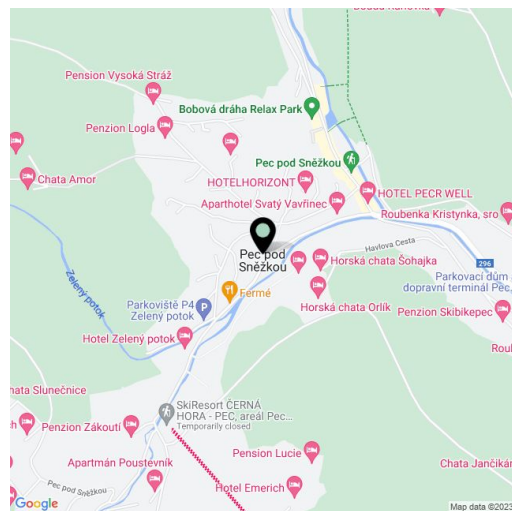 Pension Vysoká Stráž
Bobová dráha Relax Park
Penzion Logla
Pec pod Sněžkou
Chata Amor
HOTELHORIZONT
HOTEL PECR WELL
Aparthotel Svatý Vavřinec
Roubenka Kristynka, sro
Havlova Cesta
Pec pod
Sněžkou
Horská chata Šohajka
296
Zelený potok
Parkovací dům
dopravní terminál Pec,
Fermé
Parkoviště P4
Zelený potok
Horská chata Orlík
Penzion Skibikepec
Hotel Zelený potok
Roub
hata Slunečnice
SkiResort ČERNÁ
HORA - PEC, areál Pec...
Temporarily closed
Penzion Zákoutí
Pension Lucie
Apartmán Poustevník
Chata Jančíkár
Pec pod Sněžkou
Hotel Emerich
Google
Map data ©2023